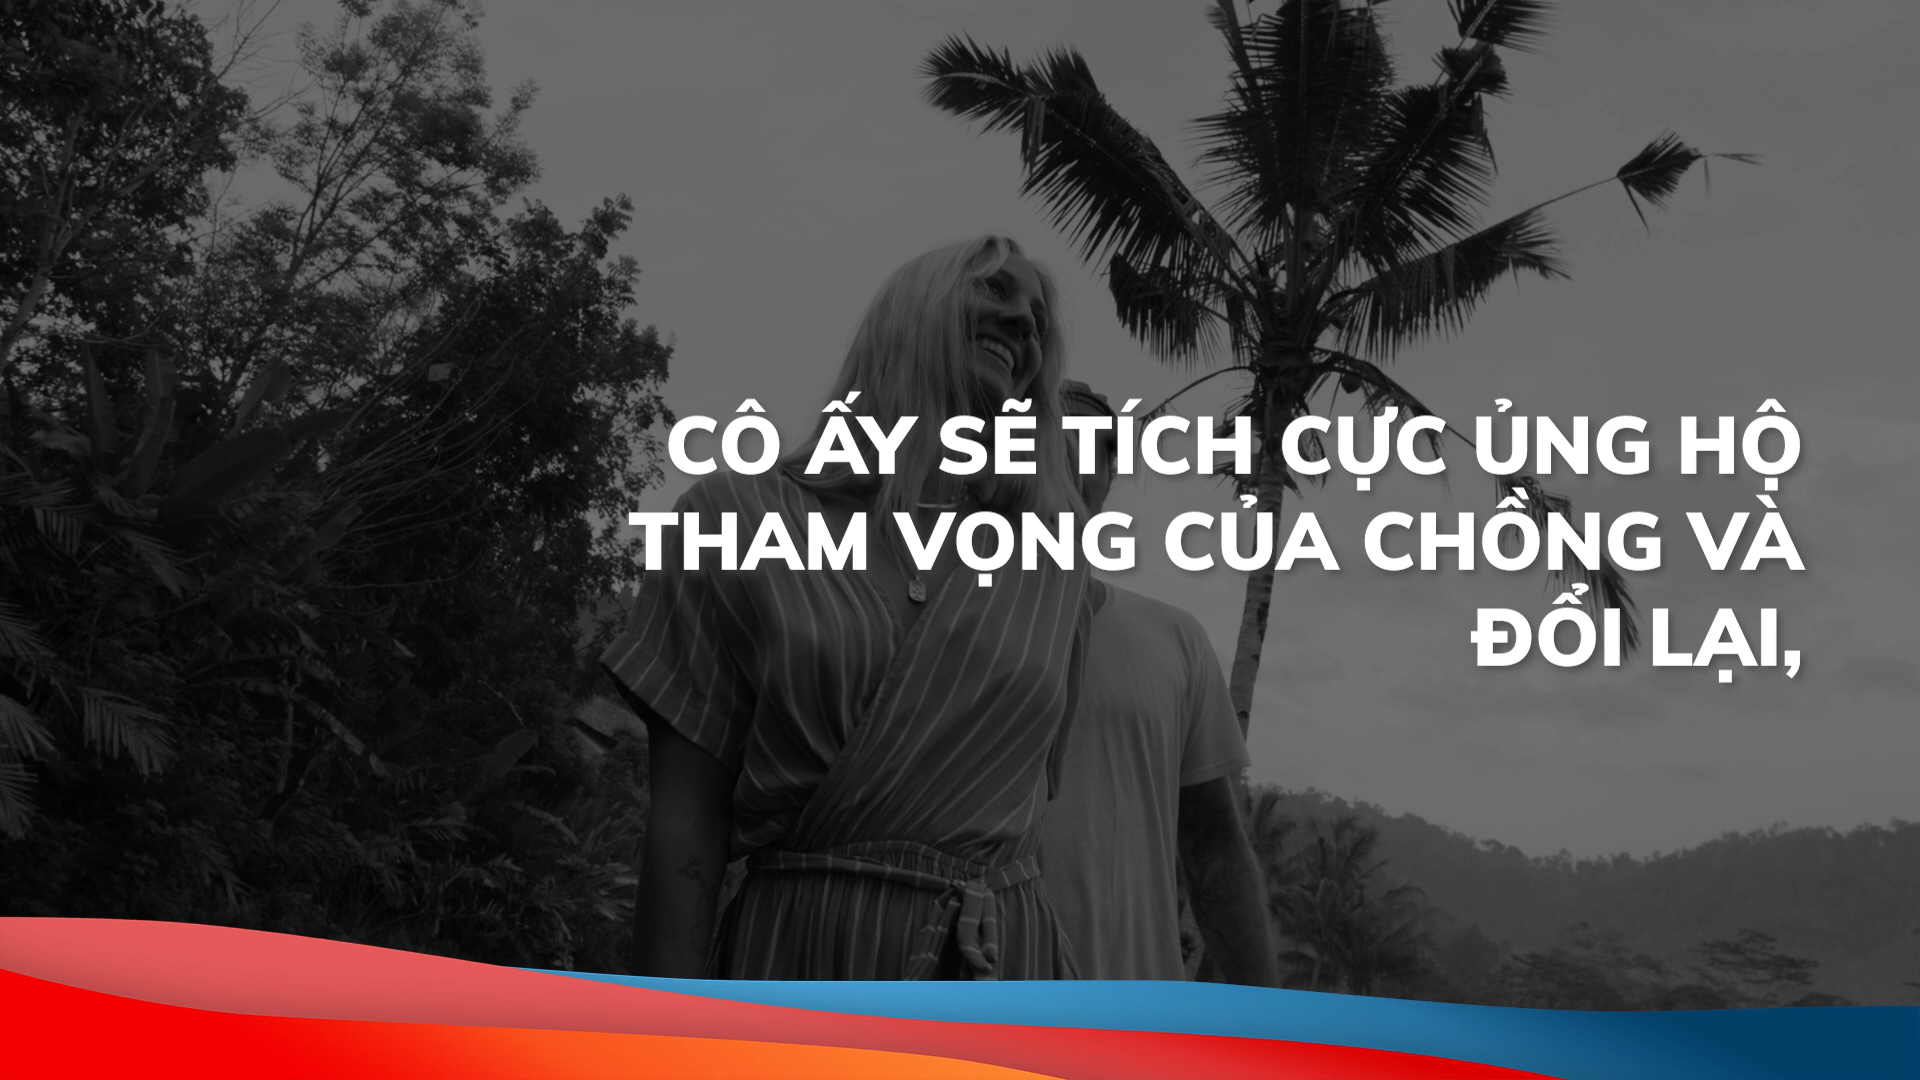 CÔ ẤY SẼ TÍCH CỰC ỦNG HỘ
THAM VỌNG CỦA CHỒNG VÀ
ĐỔI LẠI,